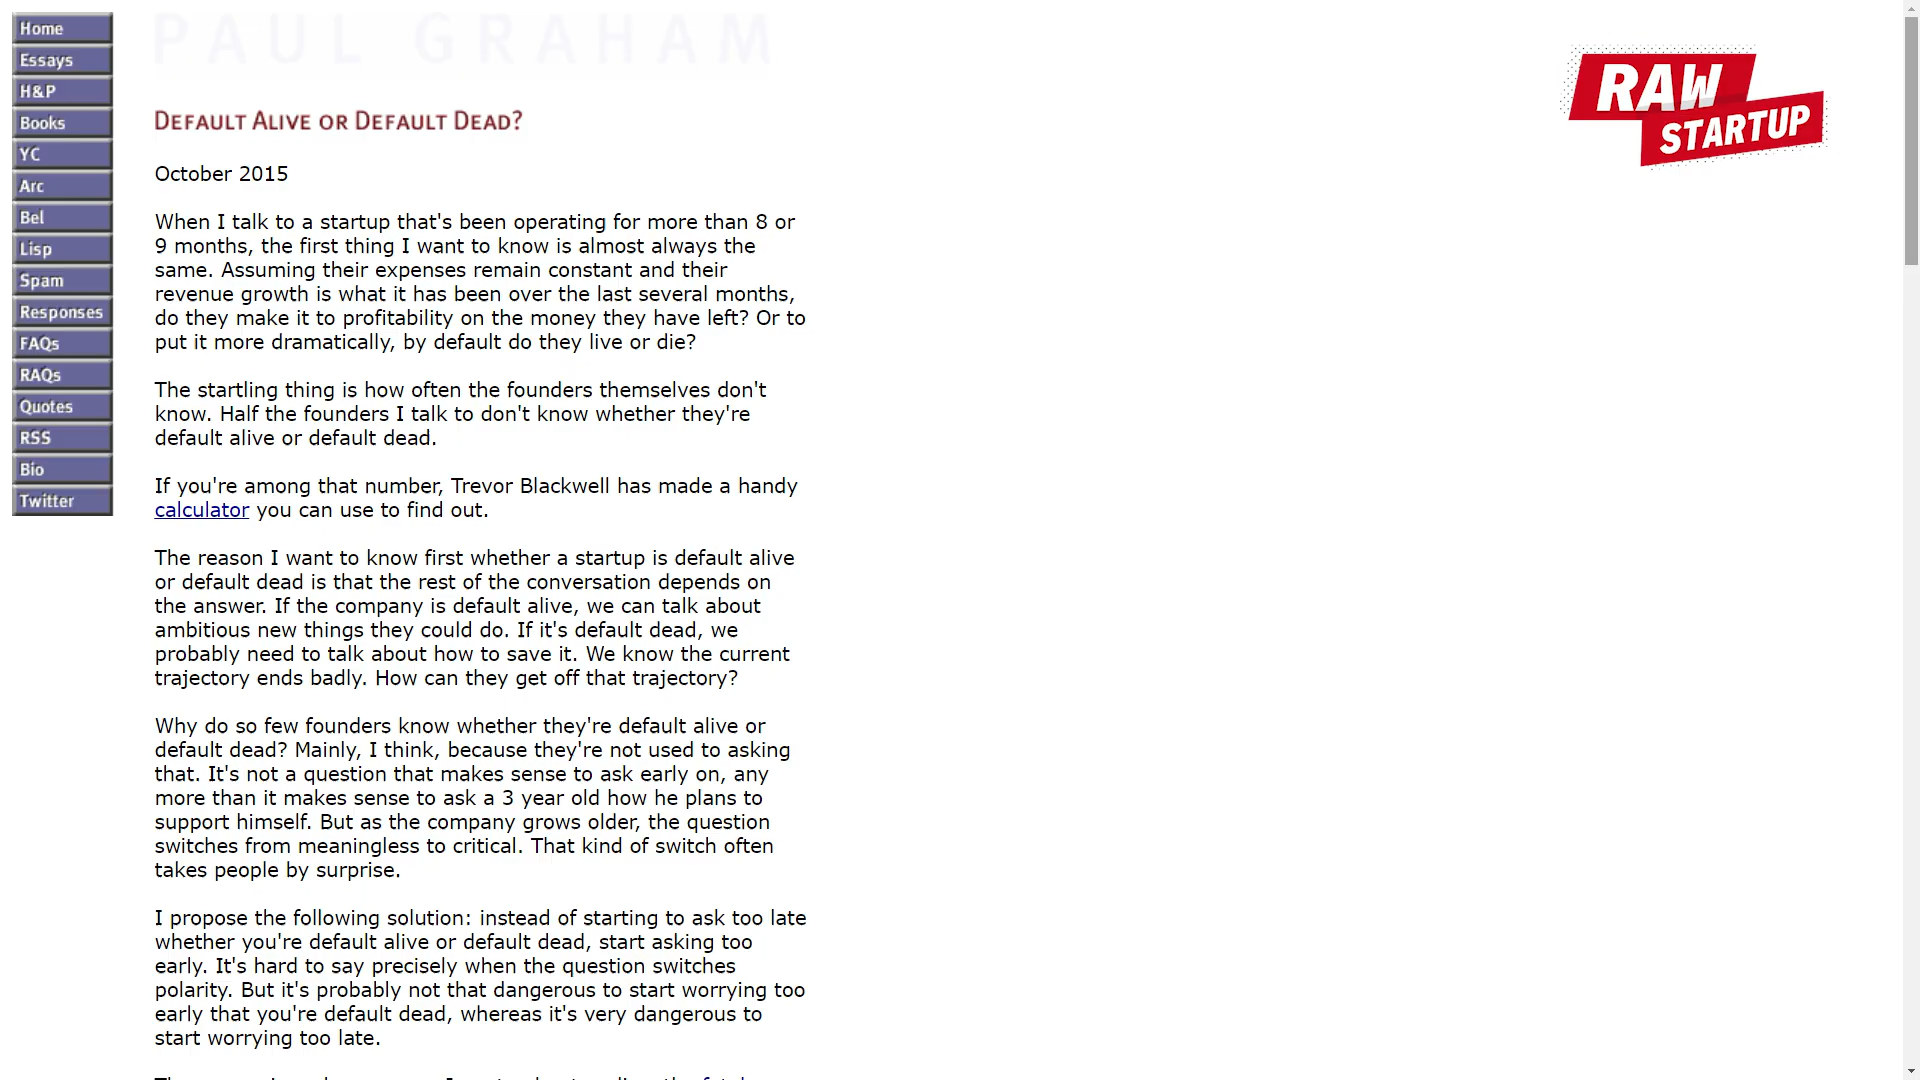 Home
Essays
H&P
Books
YC
Arc
Bel
Lisp
Spam
Responses
FAQs
RAQs
Quotes
RSS
Bio
Twitter
PAUL GRAHAM
DEFAULT ALIVE OR DEFAULT DEAD?
October 2015
When I talk to a startup that's been operating for more than 8 or
9 months, the first thing I want to know is almost always the
same. Assuming their expenses remain constant and their
revenue growth is what it has been over the last several months,
do they make it to profitability on the money they have left? Or to
put it more dramatically, by default do they live or die?
The startling thing is how often the founders themselves don't
know. Half the founders I talk to don't know whether they're
default alive or default dead.
If you're among that number, Trevor Blackwell has made a handy
calculator you can use to find out.
The reason I want to know first whether a startup is default alive
or default dead is that the rest of the conversation depends on
the answer. If the company is default alive, we can talk about
ambitious new things they could do. If it's default dead, we
probably need to talk about how to save it. We know the current
trajectory ends badly. How can they get off that trajectory?
Why do so few founders know whether they're default alive or
default dead? Mainly, I think, because they're not used to asking
that. It's not a question that makes sense to ask early on, any
more than it makes sense to ask a 3 year old how he plans to
support himself. But as the company grows older, the question
switches from meaningless to critical. That kind of switch often
takes people by surprise.
I propose the following solution: instead of starting to ask too late
whether you're default alive or default dead, start asking too
early. It's hard to say precisely when the question switches
polarity. But it's probably not that dangerous to start worrying too
early that you're default dead, whereas it's very dangerous to
start worrying too late.
RAW
STARTUP